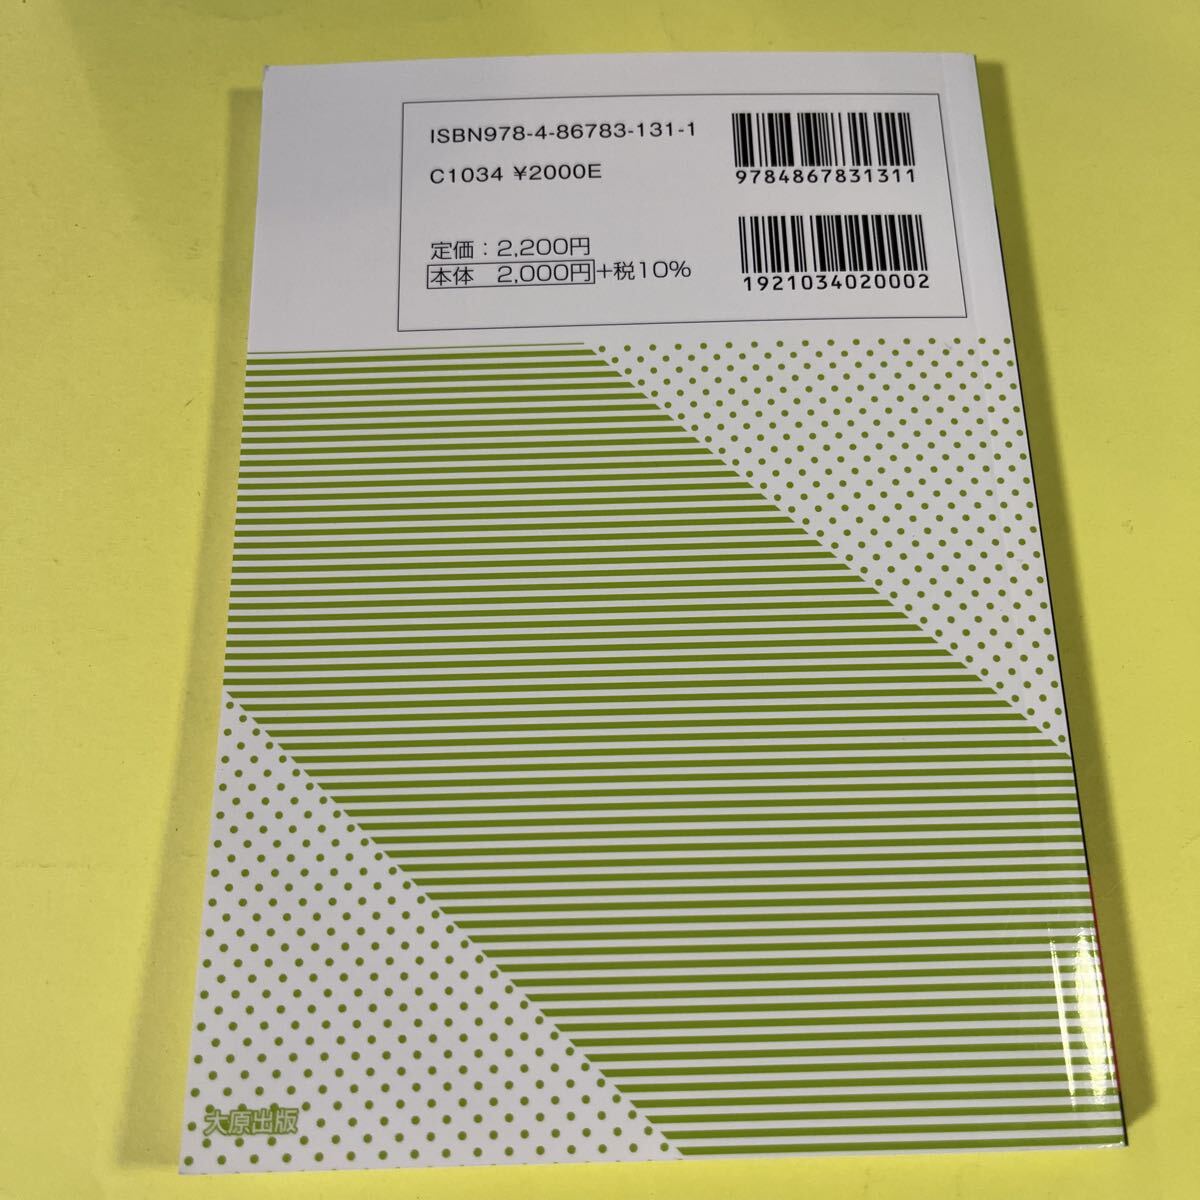 ISBN978-4-86783-131-1
C1034 ¥2000E
定価：2,200円
本体 2,000円+税10%
9784867831311
1921034020002
大原出版